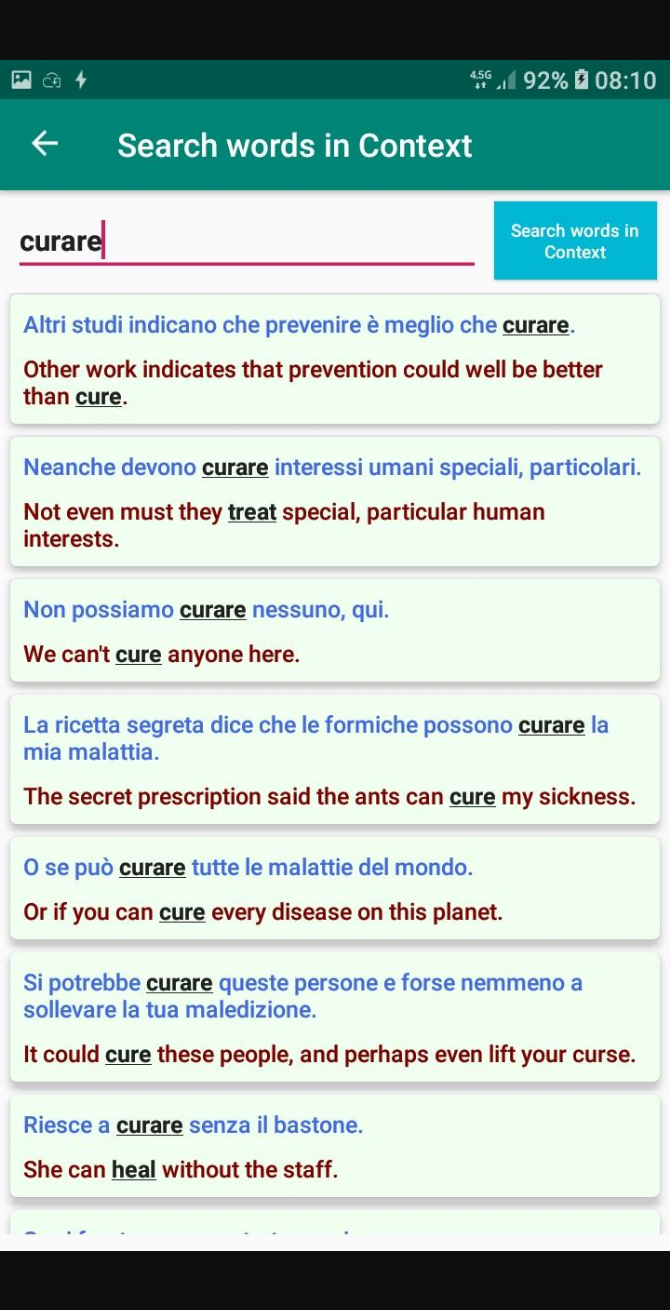 4.5G 92% 08:10
Search words in Context
curare
Search words in
Context
Altri studi indicano che prevenire è meglio che curare.
Other work indicates that prevention could well be better
than cure.
Neanche devono curare interessi umani speciali, particolari.
Not even must they treat special, particular human
interests.
Non possiamo curare nessuno, qui.
We can't cure anyone here.
La ricetta segreta dice che le formiche possono curare la
mia malattia.
The secret prescription said the ants can cure my sickness.
O se può curare tutte le malattie del mondo.
Or if you can cure every disease on this planet.
Si potrebbe curare queste persone e forse nemmeno a
sollevare la tua maledizione.
It could cure these people, and perhaps even lift your curse.
Riesce a curare senza il bastone.
She can heal without the staff.